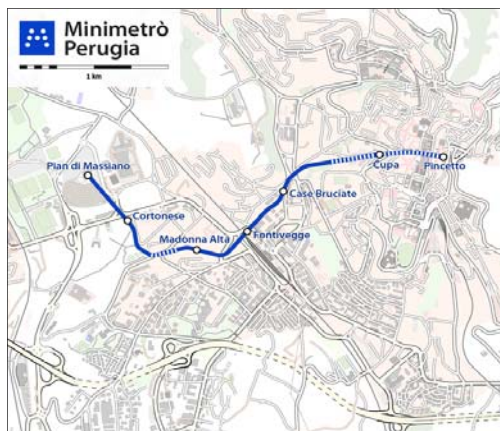 Minimetrò
Perugia
1 km
Pian di Massiano
Cortonese
Madonna Alta
Fontivegge
Case Bruciate
Cupa
Pincetto